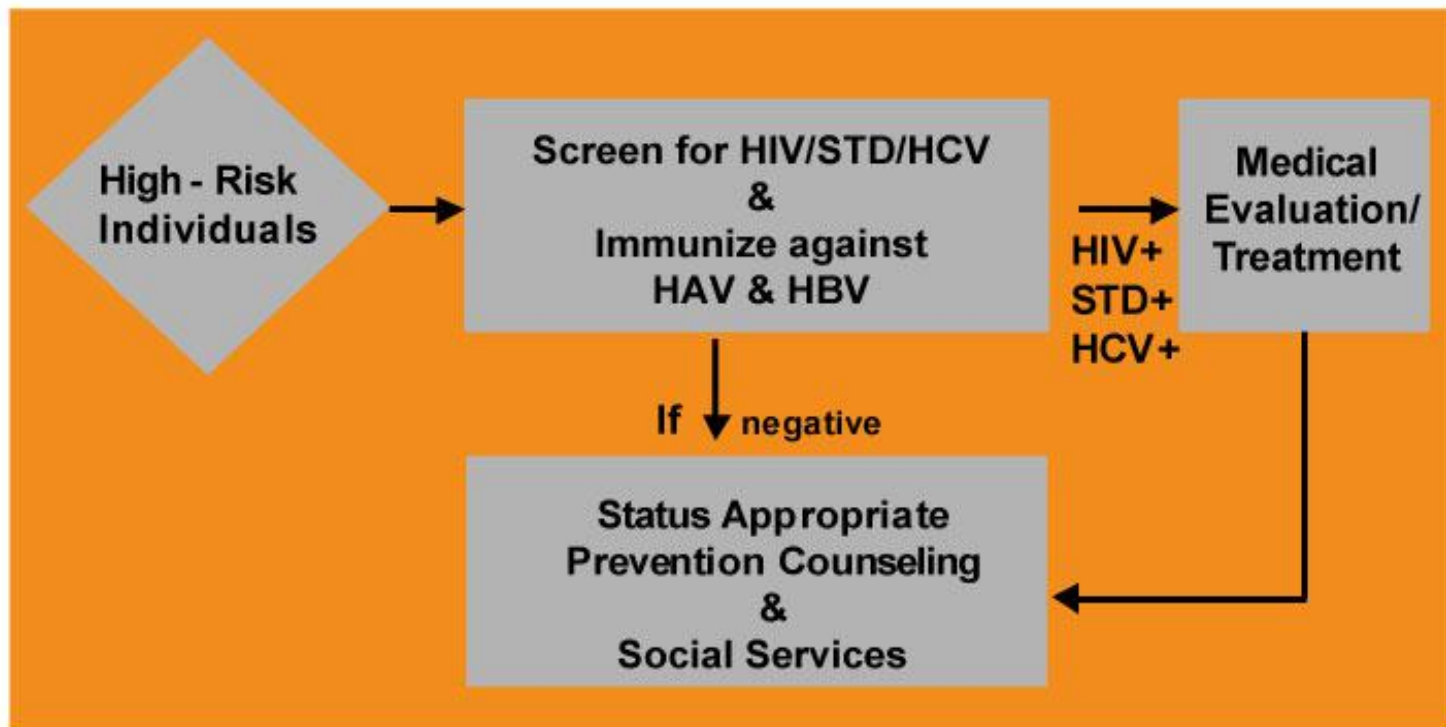 High - Risk
Individuals
Screen for HIV/STD/HCV
&
Immunize against
HAV & HBV
HIV+
STD+
HCV+
Medical
Evaluation/
Treatment
If negative
Status Appropriate
Prevention Counseling
&
Social Services